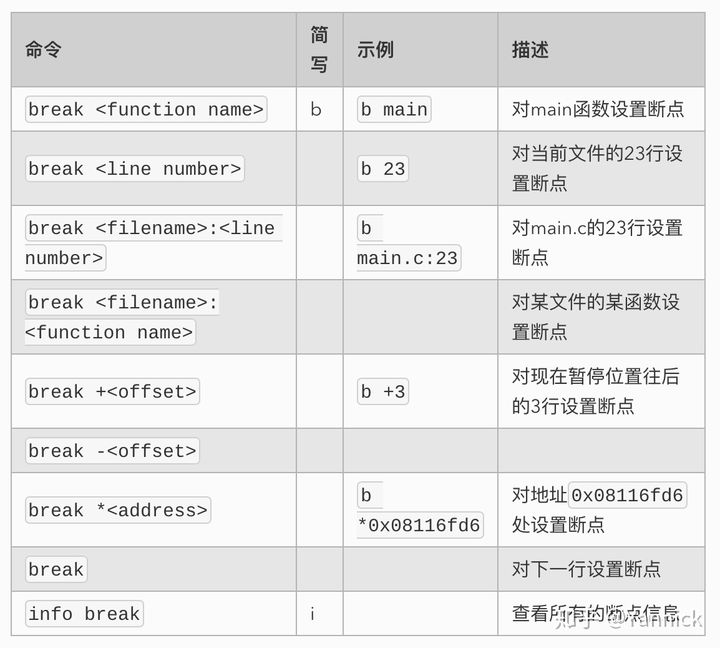 命令 简写 示例 描述
break <function name> b b main 对main函数设置断点
break <line number> b 23 对当前文件的23行设
置断点
break <filename>:<line
number> b
main.c:23 对main.c的23行设置
断点
break <filename>:
<function name> 对某文件的某函数设
置断点
break +<offset> b +3 对现在暂停位置往后
的3行设置断点
break -<offset>
break *<address> b
*0x08116fd6 对地址0x08116fd6
处设置断点
break 对下一行设置断点
info break i 查看所有的断点信息
知乎 @Yannick